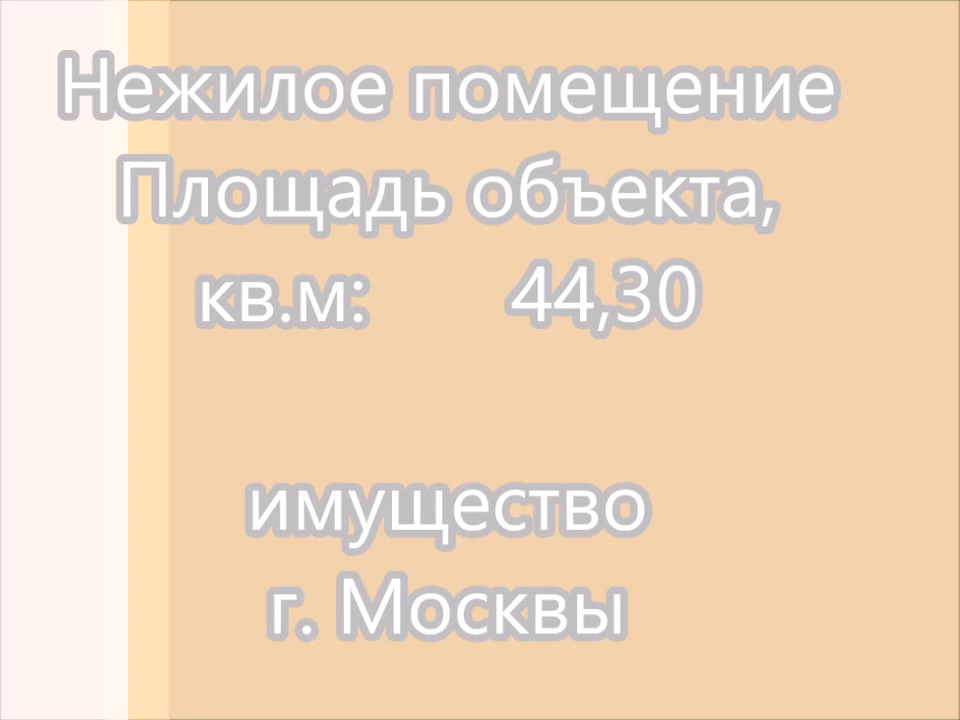 Нежилое помещение
Площадь объекта,
кв.м: 44,30
имущество
г. Москвы